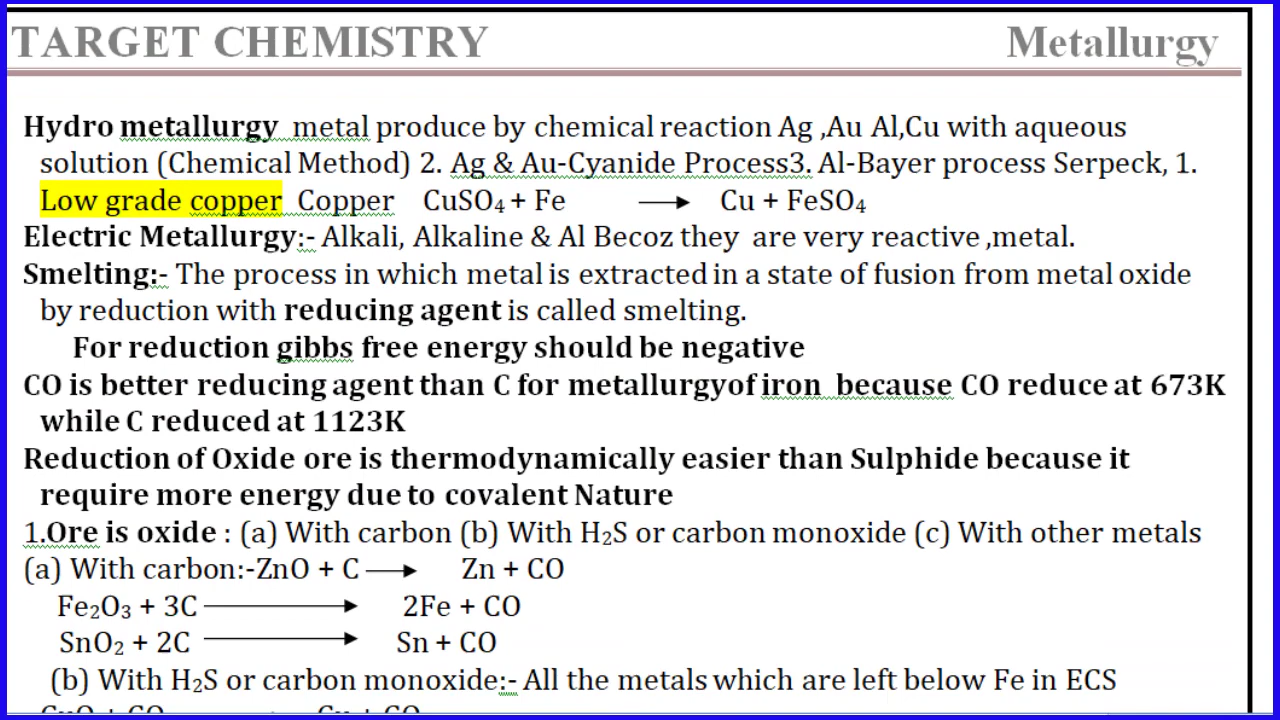 TARGET CHEMISTRY Metallurgy
Hydro metallurgy metal produce by chemical reaction Ag ,Au Al,Cu with aqueous
solution (Chemical Method) 2. Ag & Au-Cyanide Process3. Al-Bayer process Serpeck, 1.
Low grade copper Copper CuSO₄ + Fe ⟶ Cu + FeSO₄
Electric Metallurgy:- Alkali, Alkaline & Al Becoz they are very reactive ,metal.
Smelting:- The process in which metal is extracted in a state of fusion from metal oxide
by reduction with reducing agent is called smelting.
For reduction gibbs free energy should be negative
CO is better reducing agent than C for metallurgyof iron because CO reduce at 673K
while C reduced at 1123K
Reduction of Oxide ore is thermodynamically easier than Sulphide because it
require more energy due to covalent Nature
1.Ore is oxide : (a) With carbon (b) With H₂S or carbon monoxide (c) With other metals
(a) With carbon:-ZnO + C ⟶ Zn + CO
Fe₂O₃ + 3C ⟶ 2Fe + CO
SnO₂ + 2C ⟶ Sn + CO
(b) With H₂S or carbon monoxide:- All the metals which are left below Fe in ECS